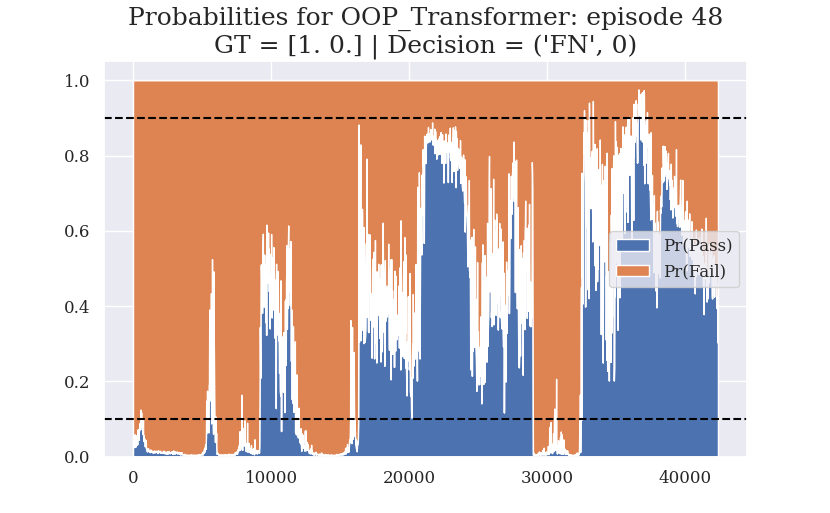 Probabilities for OOP_Transformer: episode 48
GT = [1. 0.] | Decision = ('FN', 0)
1.0
0.8
0.6
0.4
0.2
0.0
Pr(Pass)
Pr(Fail)
0
10000
20000
30000
40000